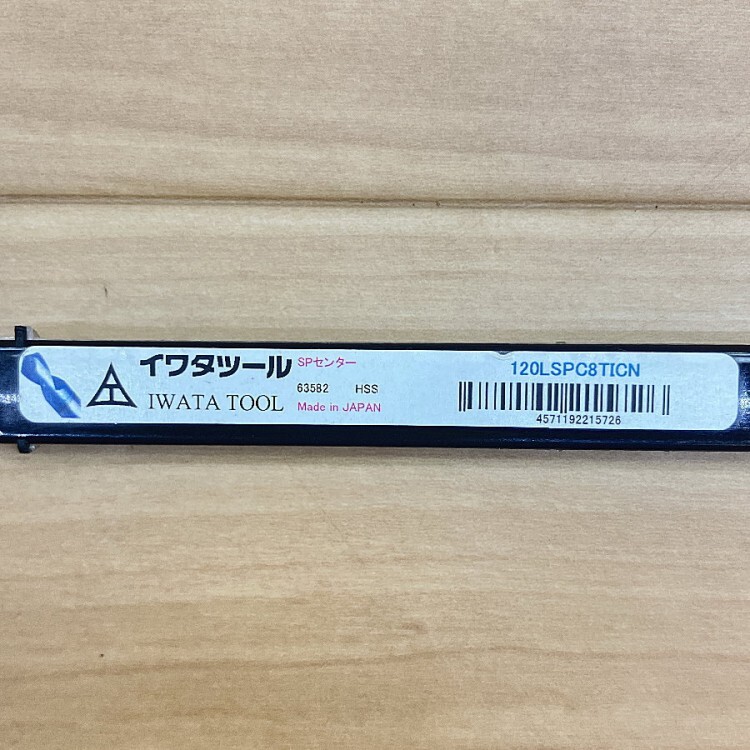 イワタツール
IWATA TOOL
SPセンター
63582 HSS
Made in JAPAN
120LSPC8TICN
4571192215726